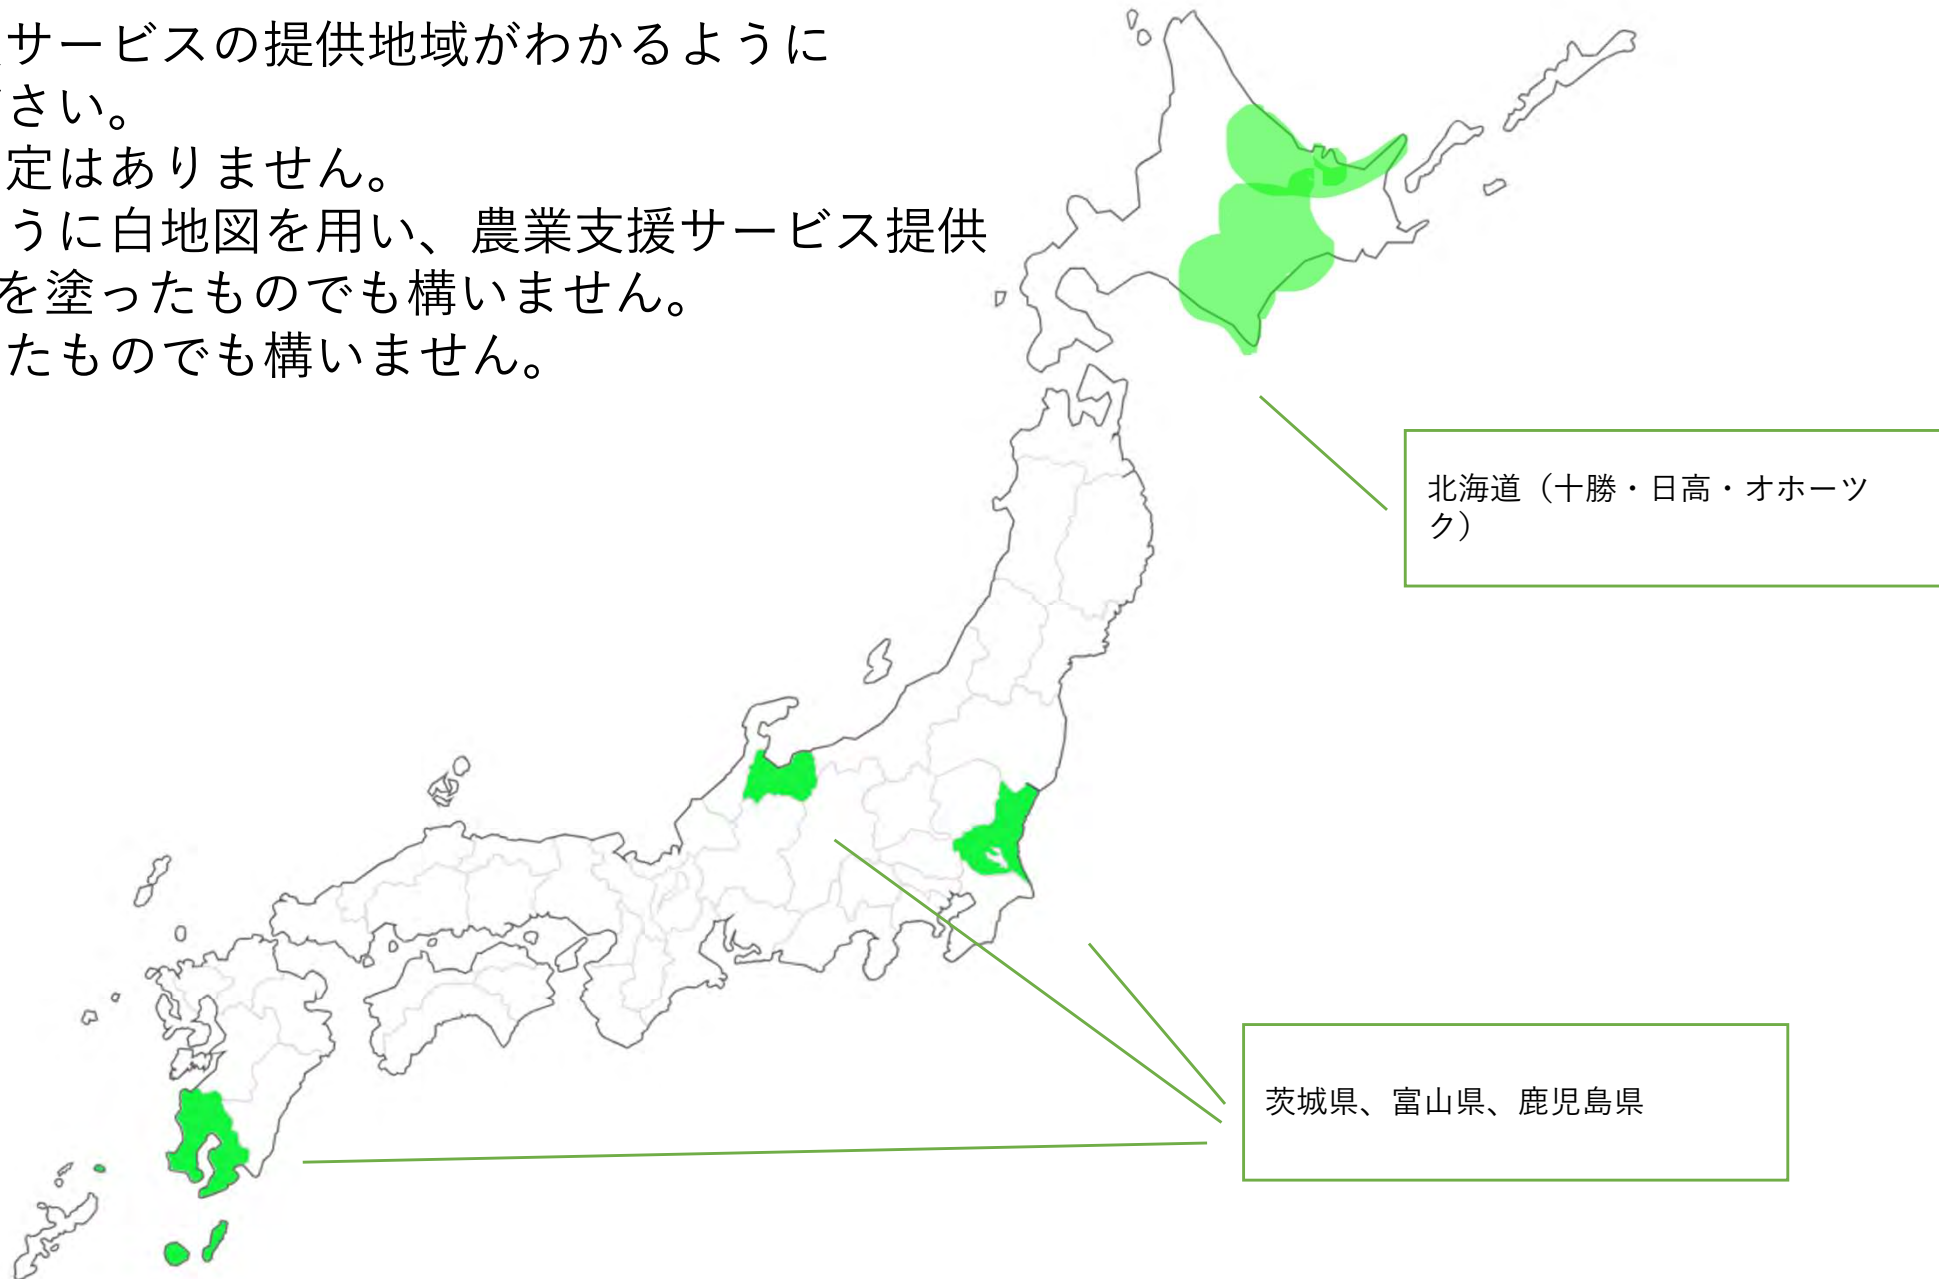 サービスの提供地域がわかるように
ださい。
定はありません。
うに白地図を用い、農業支援サービス提供
を塗ったものでも構いません。
たものでも構いません。
北海道（十勝・日高・オホーツ
ク）
茨城県、富山県、鹿児島県